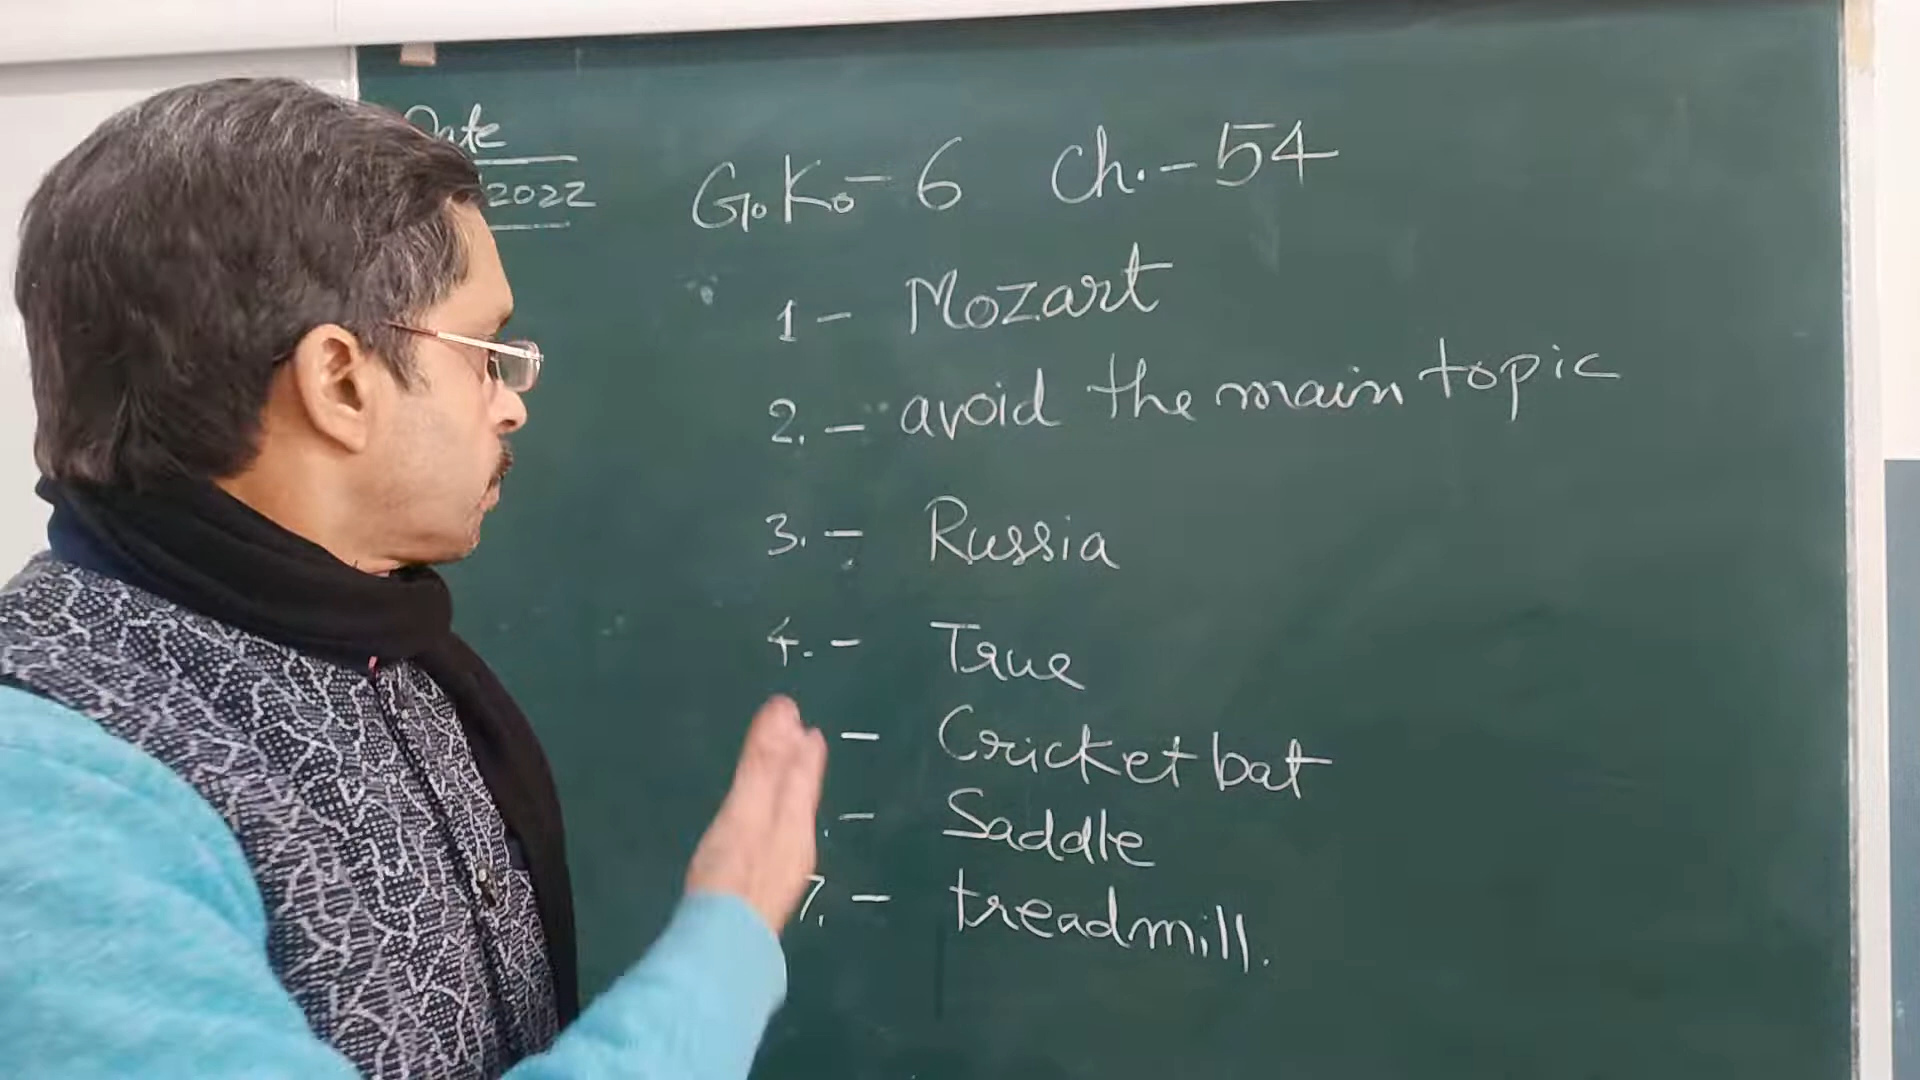 Date
2022
G.K. - 6 Ch. - 54
1 - Mozart
2. - avoid the main topic
3. - Russia
4. - True
- Cricket bat
. - Saddle
7. - treadmill.